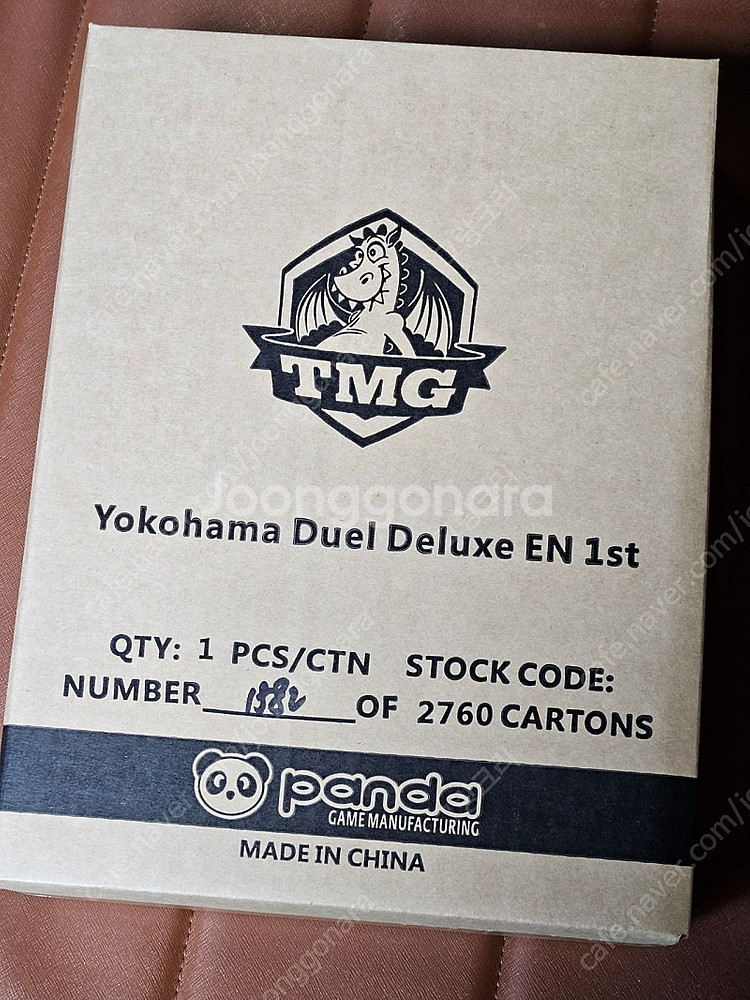 TMG
Joonggonara
Yokohama Duel Deluxe EN 1st
QTY: 1 PCS/CTN STOCK CODE:
NUMBER 1582 OF 2760 CARTONS
panda
GAME MANUFACTURING
MADE IN CHINA